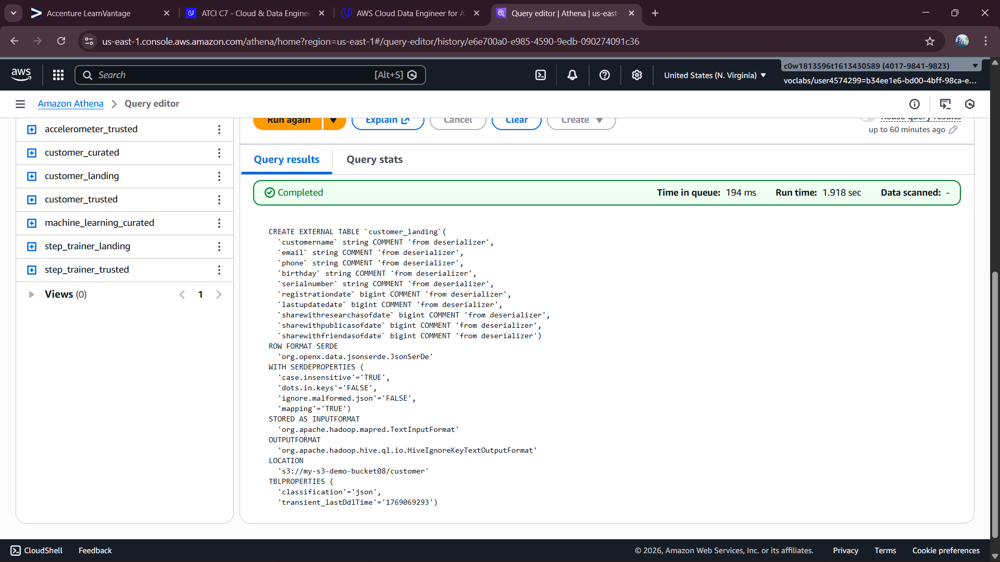 Accenture LearnVantage
ATCI C7 - Cloud & Data Enginee
AWS Cloud Data Engineer for A
Query editor | Athena | us-east-
us-east-1.console.aws.amazon.com/athena/home?region=us-east-1#/query-editor/history/e6e700a0-e985-4590-9edb-090274091c36
aws
Search
[Alt+S]
United States (N. Virginia)
c0w1813596t1613430589 (4017-9841-9823)
voclabs/user4574299=b34ee1e6-bd00-4bff-98ca-e...
Amazon Athena
Query editor
accelerometer_trusted
customer_curated
customer_landing
customer_trusted
machine_learning_curated
step_trainer_landing
step_trainer_trusted
Views (0)
1
Run again
Explain
Cancel
Clear
Create
Reuse query results
up to 60 minutes ago
Query results
Query stats
Completed
Time in queue: 194 ms
Run time: 1.918 sec
Data scanned: -
CREATE EXTERNAL TABLE `customer_landing`(
`customername` string COMMENT 'from deserializer',
`email` string COMMENT 'from deserializer',
`phone` string COMMENT 'from deserializer',
`birthday` string COMMENT 'from deserializer',
`serialnumber` string COMMENT 'from deserializer',
`registrationdate` bigint COMMENT 'from deserializer',
`lastupdatedate` bigint COMMENT 'from deserializer',
`sharewithresearchasofdate` bigint COMMENT 'from deserializer',
`sharewithpublicasofdate` bigint COMMENT 'from deserializer',
`sharewithfriendasofdate` bigint COMMENT 'from deserializer')
ROW FORMAT SERDE
'org.openx.data.jsonserde.JsonSerDe'
WITH SERDEPROPERTIES (
'case.insensitive'='TRUE',
'dots.in.keys'='FALSE',
'ignore.malformed.json'='FALSE',
'mapping'='TRUE')
STORED AS INPUTFORMAT
'org.apache.hadoop.mapred.TextInputFormat'
OUTPUTFORMAT
'org.apache.hadoop.hive.ql.io.HiveIgnoreKeyTextOutputFormat'
LOCATION
's3://my-s3-demo-bucket08/customer'
TBLPROPERTIES (
'classification'='json',
'transient_lastDdlTime'='1769069293')
CloudShell
Feedback
© 2026, Amazon Web Services, Inc. or its affiliates.
Privacy
Terms
Cookie preferences